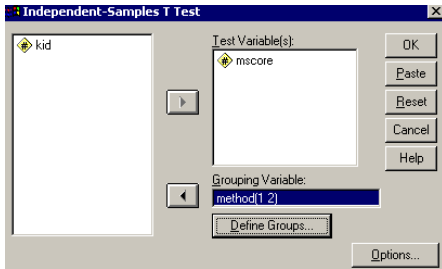 Independent-Samples T Test
kid
Test Variable(s):
mscore
OK
Paste
Reset
Cancel
Help
Grouping Variable:
method(1 2)
Define Groups...
Options...